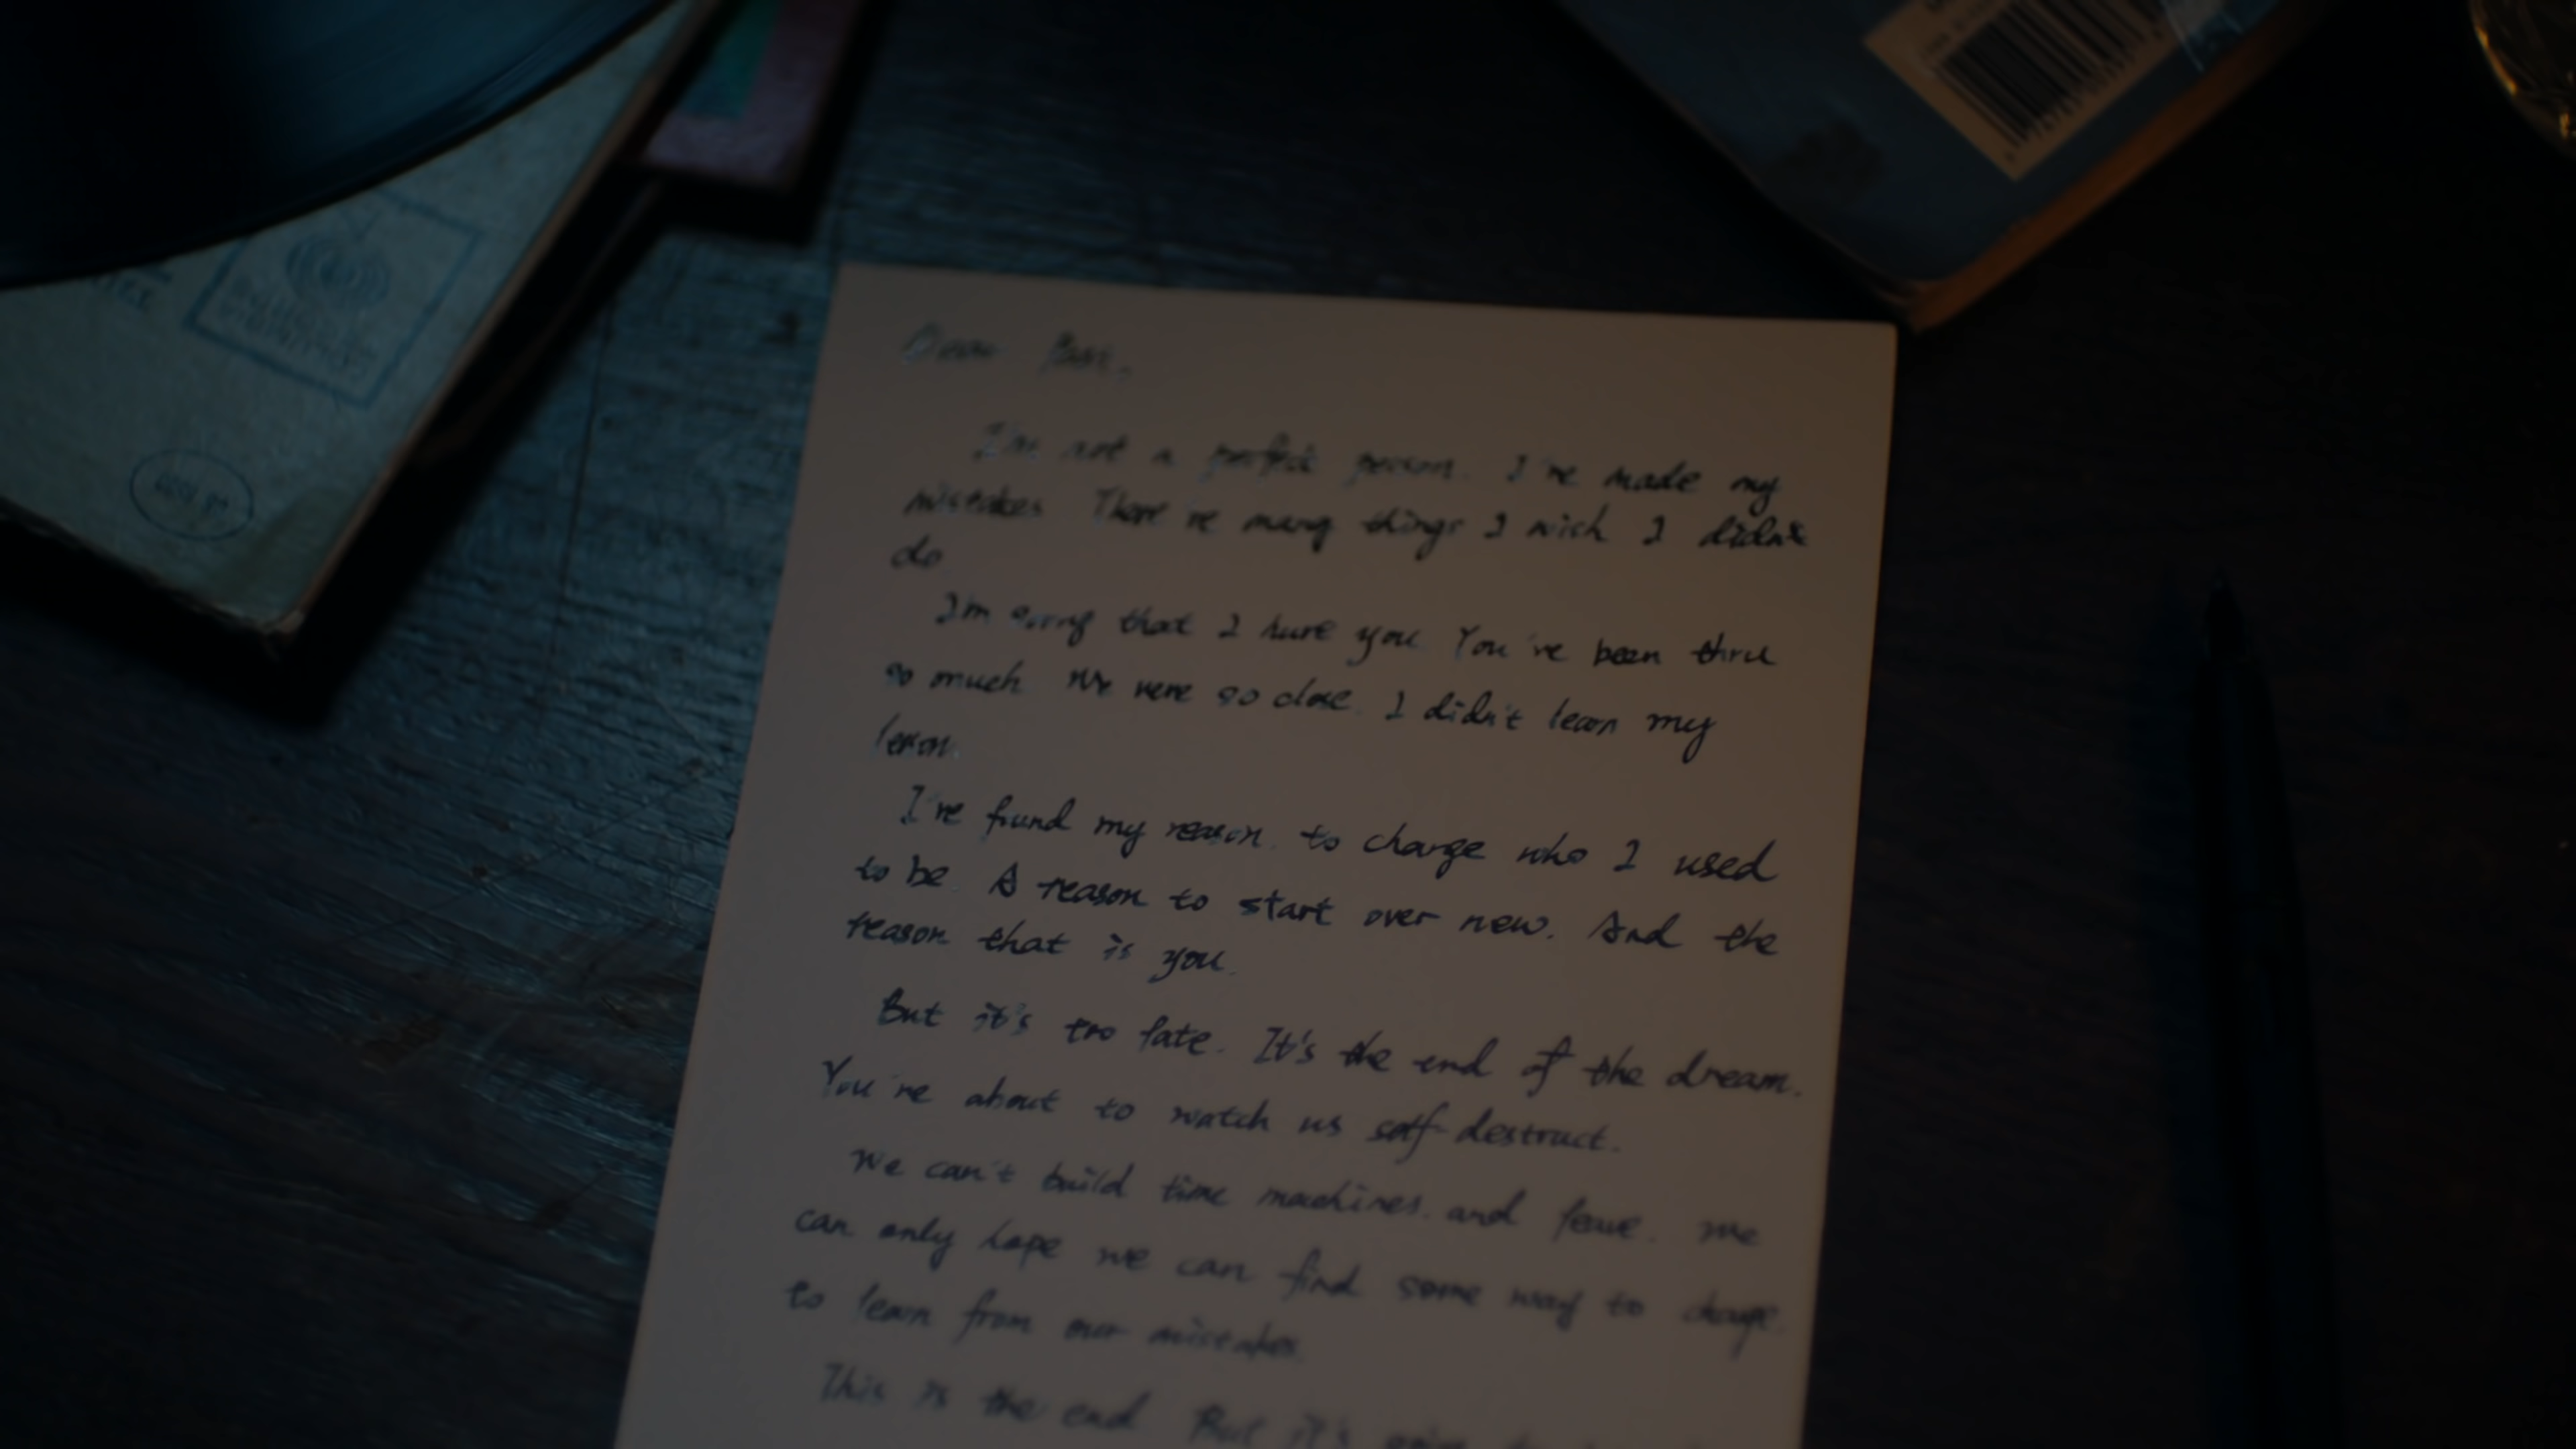 Dear
I'm not a perfect person. I've made my
mistakes There're many things I wish I didn't
do
I'm sorry that I hurt you You've been thru
so much We were so close. I didn't learn my
lesson.
I've found my reason. to change who I used
to be. A reason to start over new. And the
reason that is you.
But it's too late. It's the end of the dream.
You're about to watch us self-destruct.
We can't build time machines. and leave. We
can only hope we can find some way to change.
to learn from our mistakes.
This is the end But it's